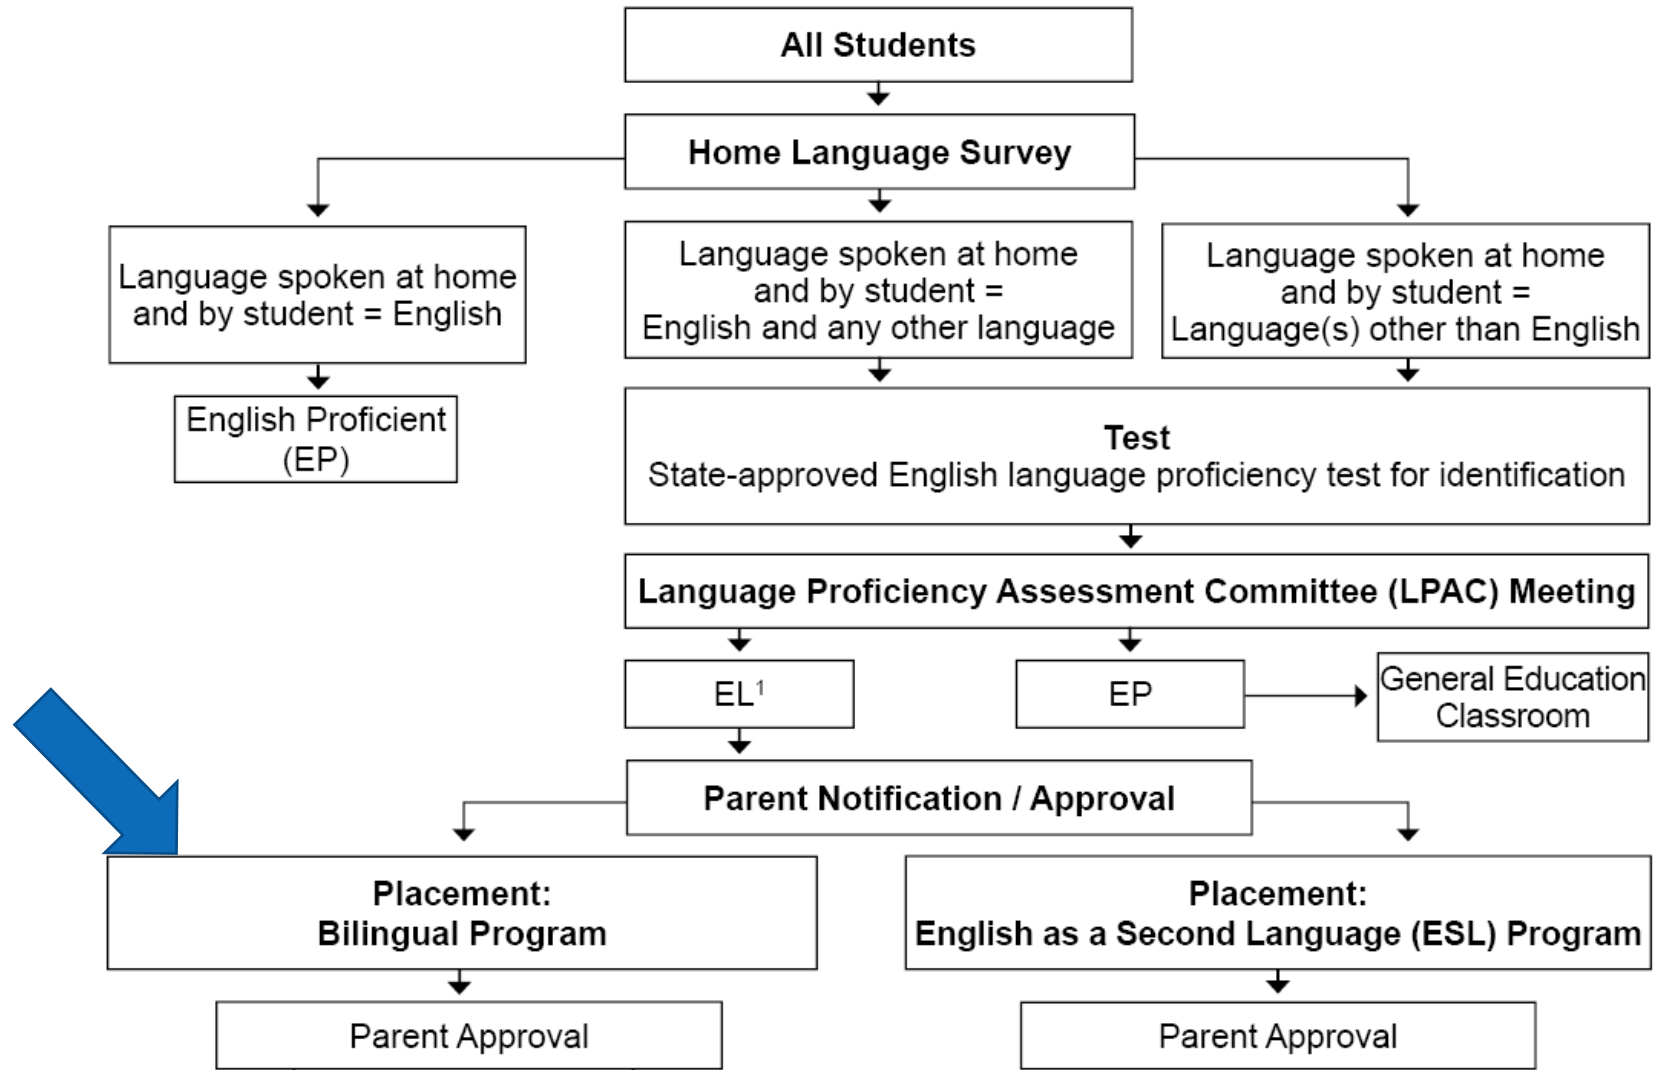 All Students
Home Language Survey
Language spoken at home
and by student = English
Language spoken at home
and by student =
English and any other language
Language spoken at home
and by student =
Language(s) other than English
English Proficient
(EP)
Test
State-approved English language proficiency test for identification
Language Proficiency Assessment Committee (LPAC) Meeting
EL¹
EP
General Education
Classroom
Parent Notification / Approval
Placement:
Bilingual Program
Placement:
English as a Second Language (ESL) Program
Parent Approval
Parent Approval